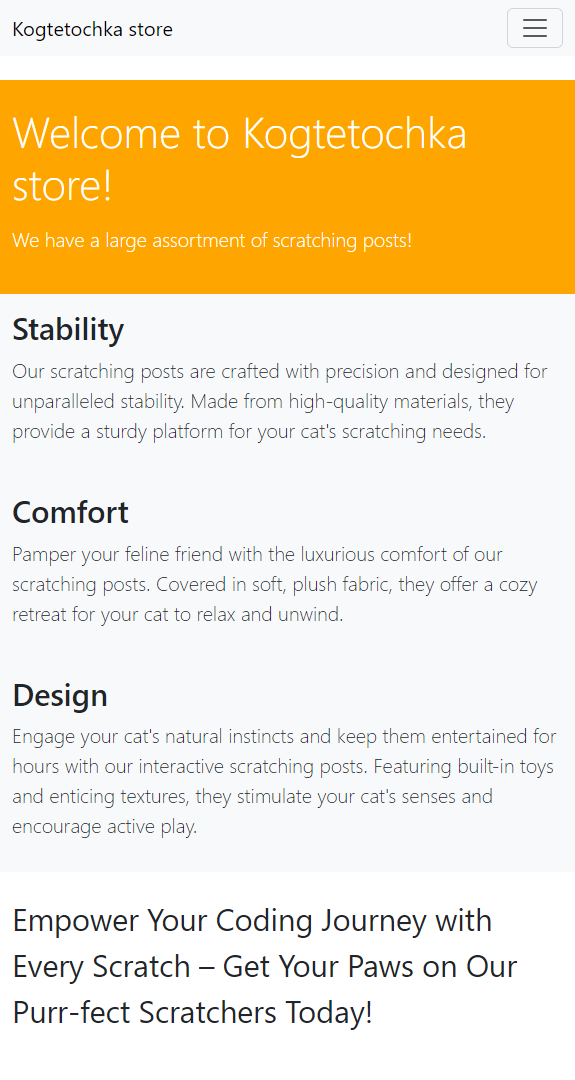 Kogtetochka store
Welcome to Kogtetochka
store!
We have a large assortment of scratching posts!
Stability
Our scratching posts are crafted with precision and designed for
unparalleled stability. Made from high-quality materials, they
provide a sturdy platform for your cat's scratching needs.
Comfort
Pamper your feline friend with the luxurious comfort of our
scratching posts. Covered in soft, plush fabric, they offer a cozy
retreat for your cat to relax and unwind.
Design
Engage your cat's natural instincts and keep them entertained for
hours with our interactive scratching posts. Featuring built-in toys
and enticing textures, they stimulate your cat's senses and
encourage active play.
Empower Your Coding Journey with
Every Scratch – Get Your Paws on Our
Purr-fect Scratchers Today!